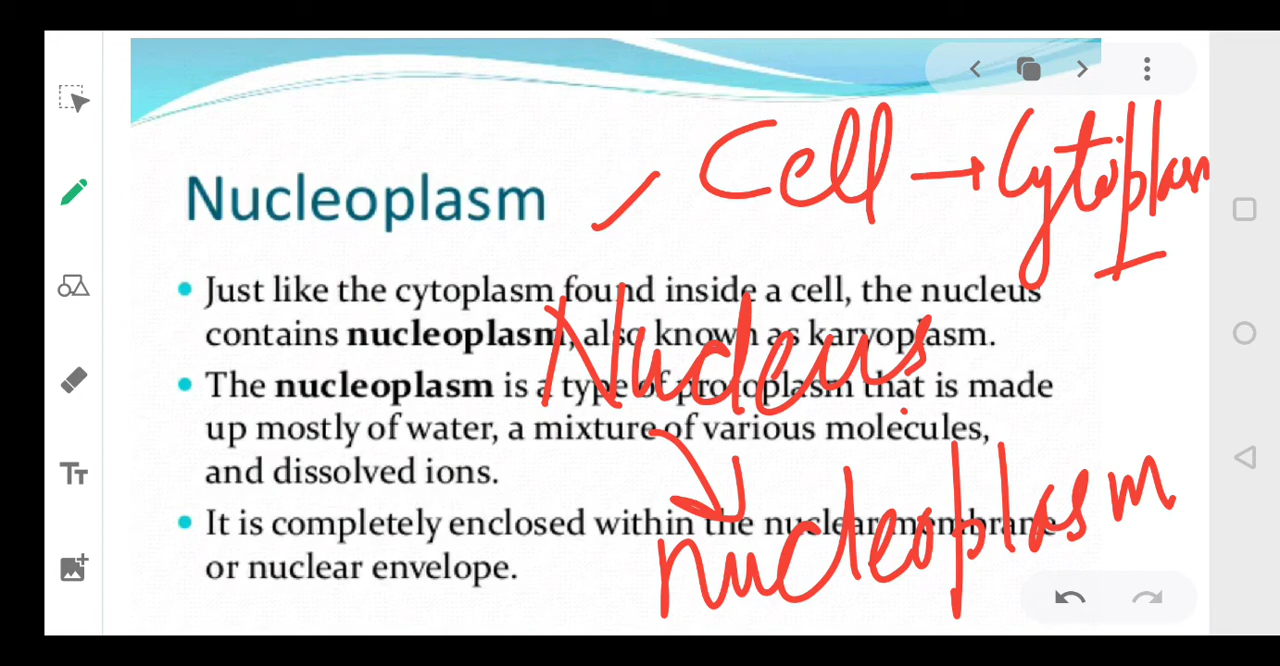 Cell → Cytoplasm
Nucleoplasm
Just like the cytoplasm found inside a cell, the nucleus
contains nucleoplasm, also known as karyoplasm.
Nucleus
The nucleoplasm is a type of protoplasm that is made
up mostly of water, a mixture of various molecules,
and dissolved ions.
It is completely enclosed within the nuclear membrane
or nuclear envelope.
nucleoplasm
TT